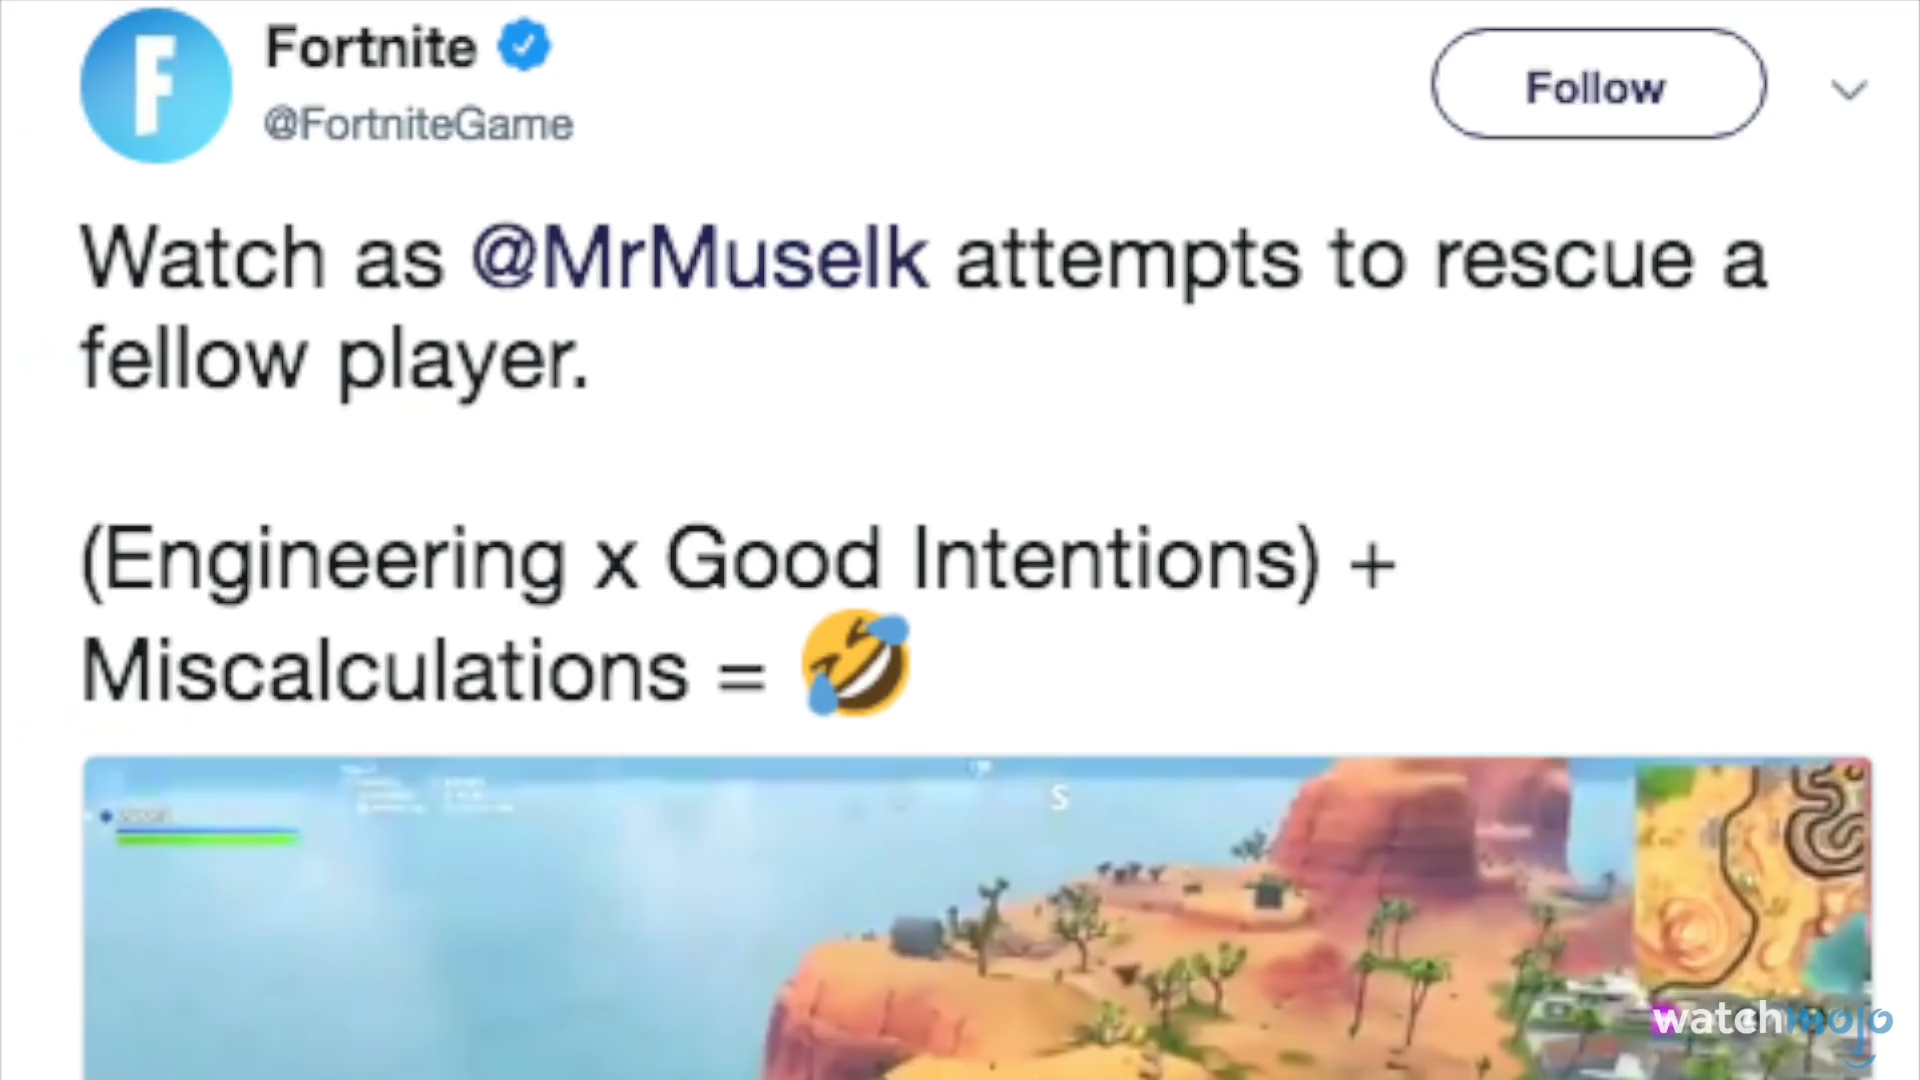 Fortnite
@FortniteGame
Follow
Watch as @MrMuselk attempts to rescue a
fellow player.
(Engineering x Good Intentions) +
Miscalculations = 🤣
S
watchmojo